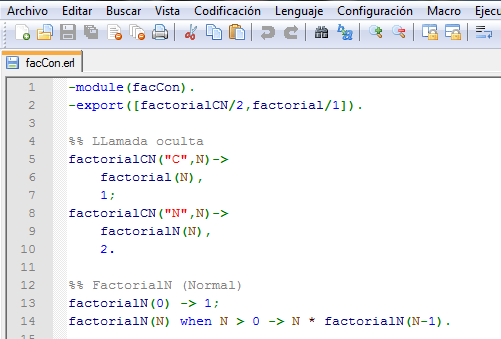 Archivo Editar Buscar Vista Codificación Lenguaje Configuración Macro Ejecu
facCon.erl
1 -module(facCon).
2 -export([factorialCN/2,factorial/1]).
3
4 %% LLamada oculta
5 factorialCN("C",N)->
6 factorial(N),
7 1;
8 factorialCN("N",N)->
9 factorialN(N),
10 2.
11
12 %% FactorialN (Normal)
13 factorialN(0) -> 1;
14 factorialN(N) when N > 0 -> N * factorialN(N-1).
15